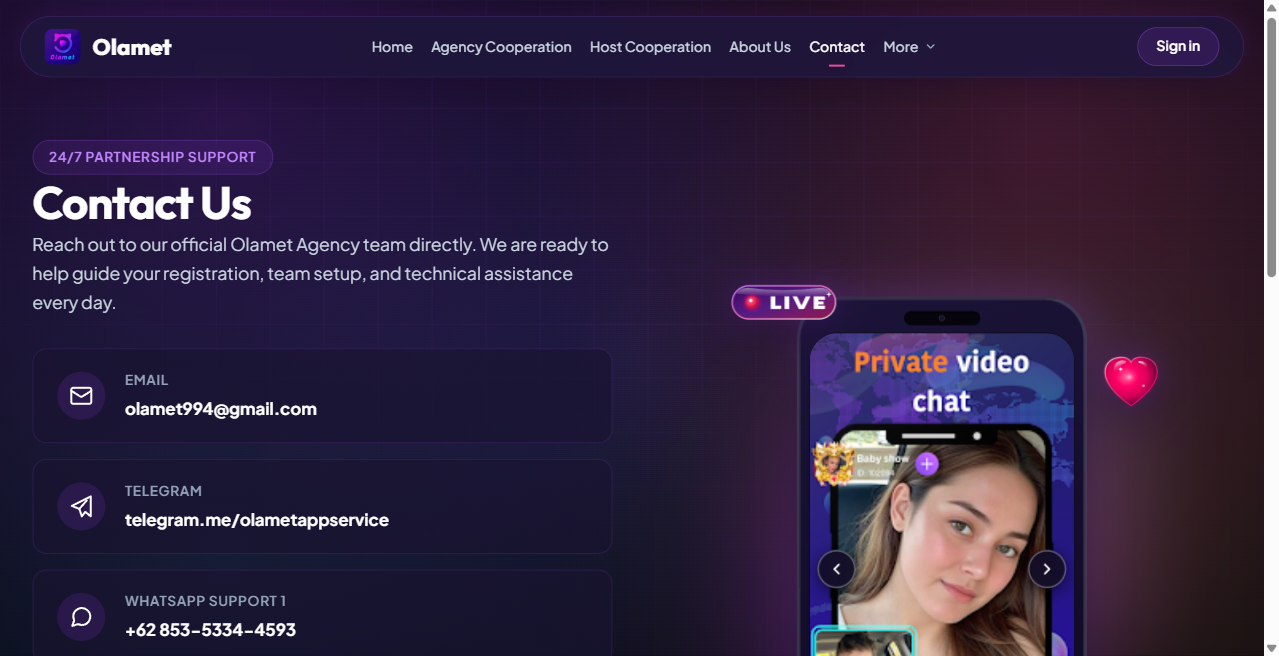 Olamet
Olamet
Home
Agency Cooperation
Host Cooperation
About Us
Contact
More
Sign in
24/7 PARTNERSHIP SUPPORT
Contact Us
Reach out to our official Olamet Agency team directly. We are ready to
help guide your registration, team setup, and technical assistance
every day.
EMAIL
olamet994@gmail.com
TELEGRAM
telegram.me/olametappservice
WHATSAPP SUPPORT 1
+62 853-5334-4593
LIVE
Private video
chat
Baby show